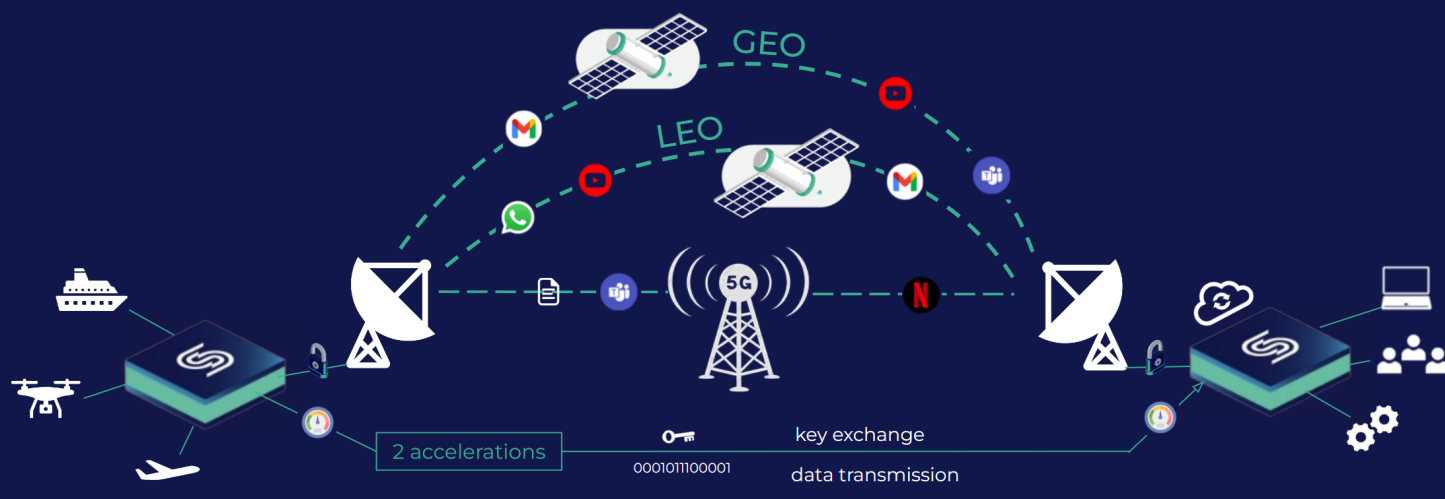 GEO
LEO
5G
2 accelerations
key exchange
0001011100001
data transmission